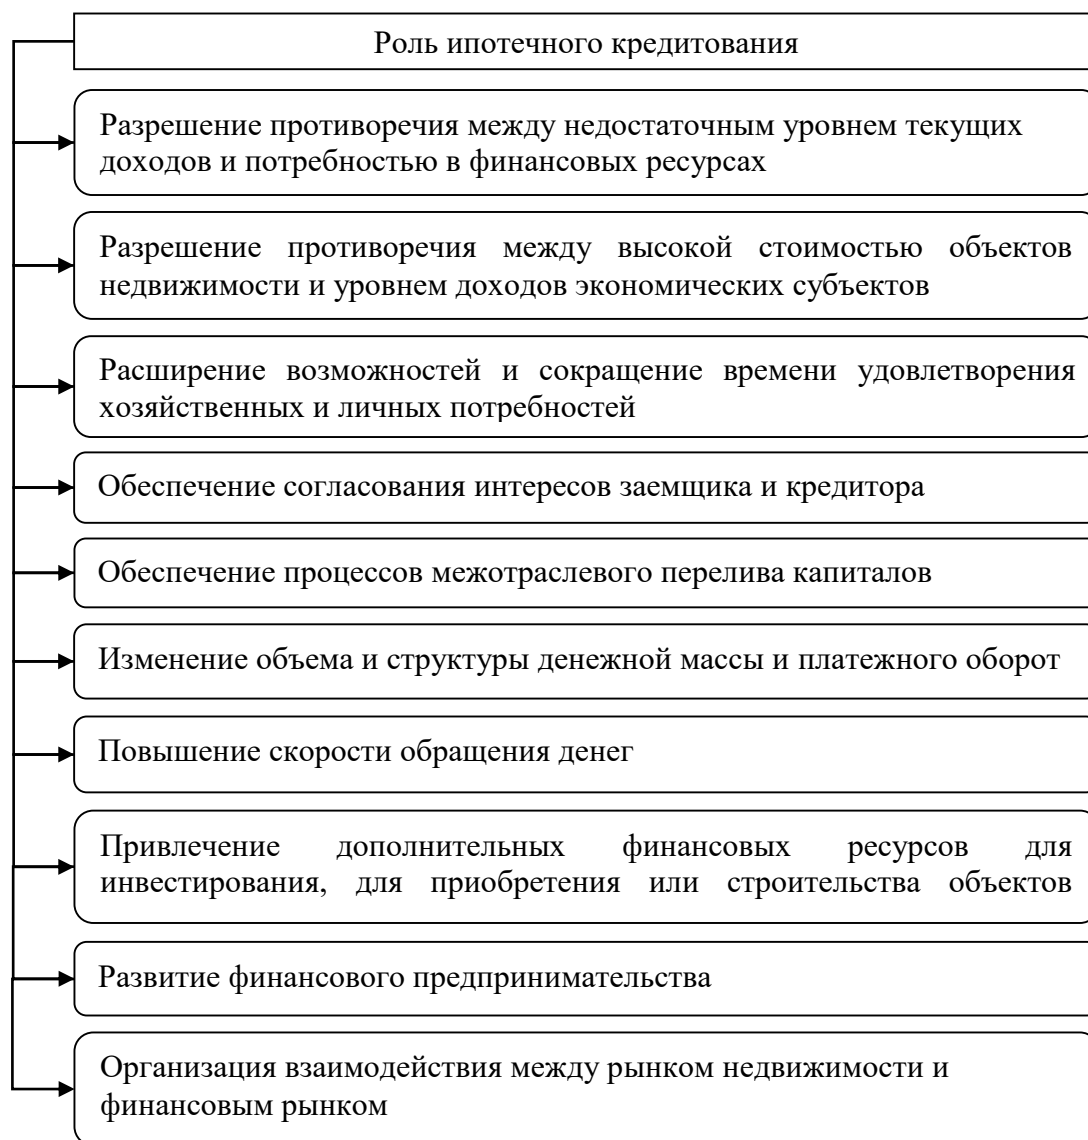 Роль ипотечного кредитования
Разрешение противоречия между недостаточным уровнем текущих
доходов и потребностью в финансовых ресурсах
Разрешение противоречия между высокой стоимостью объектов
недвижимости и уровнем доходов экономических субъектов
Расширение возможностей и сокращение времени удовлетворения
хозяйственных и личных потребностей
Обеспечение согласования интересов заемщика и кредитора
Обеспечение процессов межотраслевого перелива капиталов
Изменение объема и структуры денежной массы и платежного оборот
Повышение скорости обращения денег
Привлечение дополнительных финансовых ресурсов для
инвестирования, для приобретения или строительства объектов
Развитие финансового предпринимательства
Организация взаимодействия между рынком недвижимости и
финансовым рынком